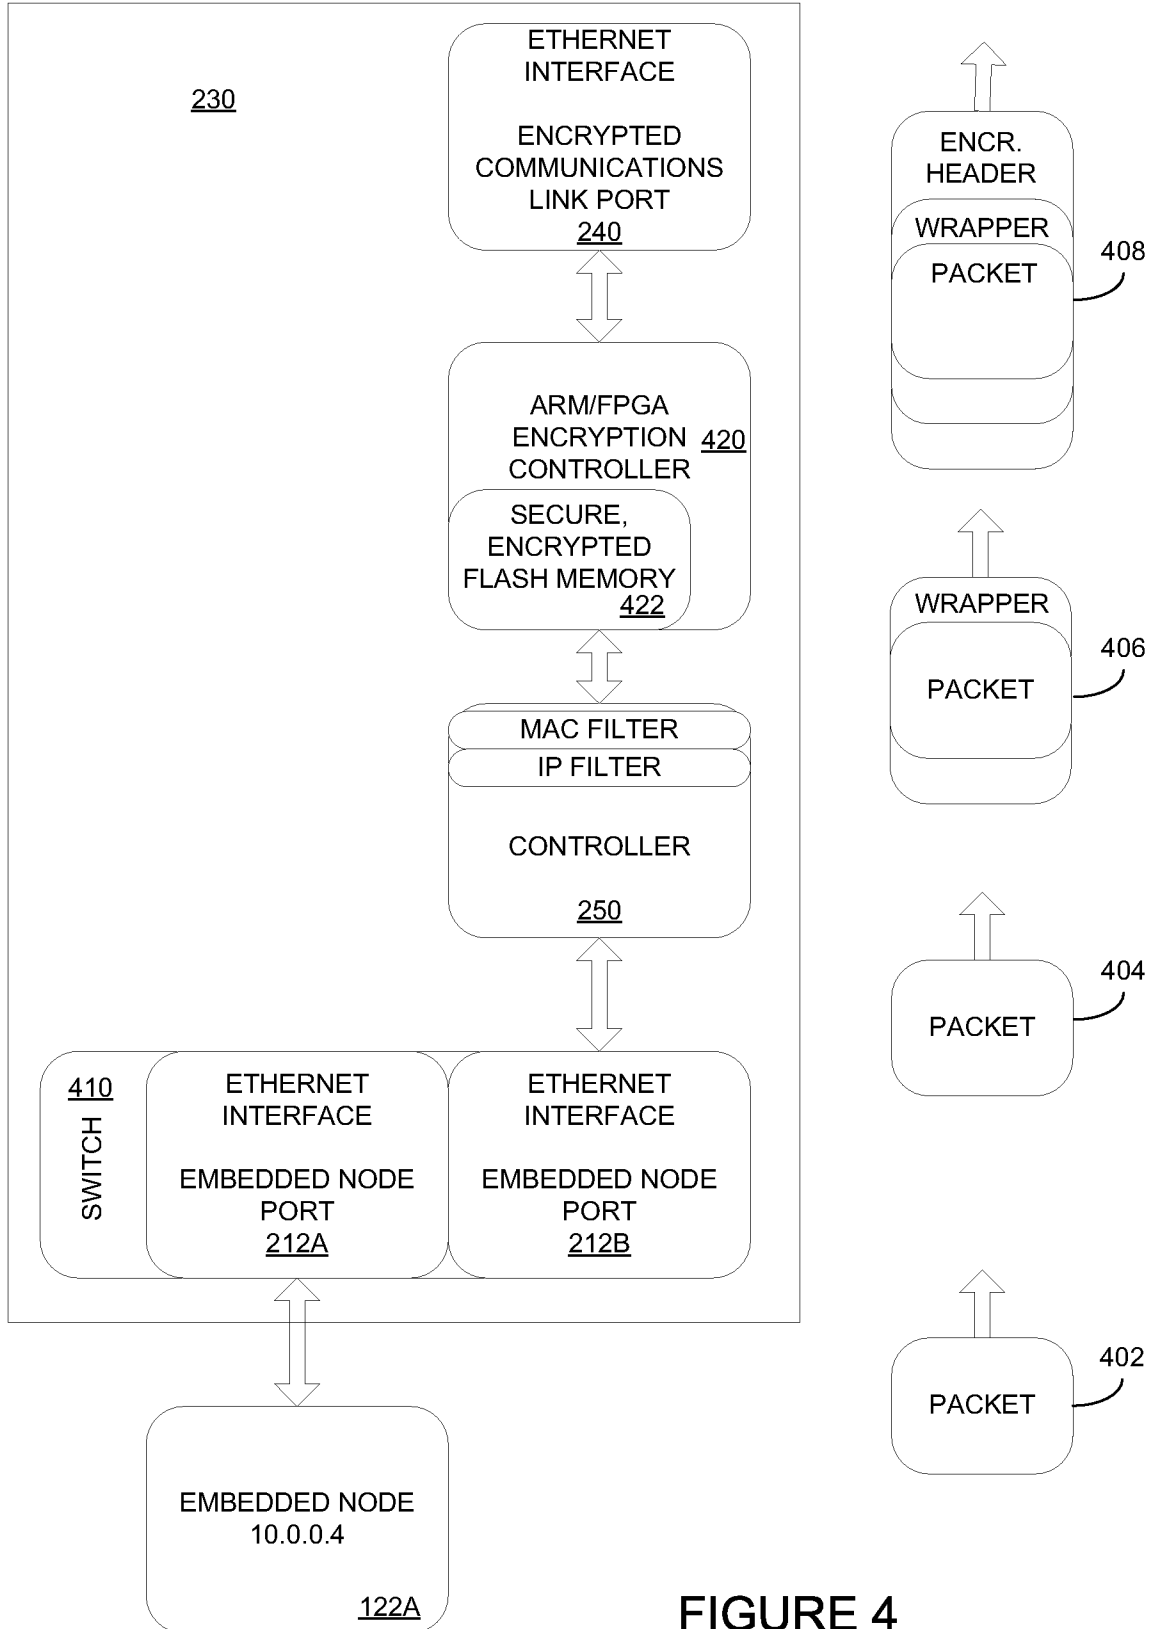 230
ETHERNET
INTERFACE
ENCRYPTED
COMMUNICATIONS
LINK PORT
240
ARM/FPGA
ENCRYPTION
CONTROLLER
420
SECURE,
ENCRYPTED
FLASH MEMORY
422
MAC FILTER
IP FILTER
CONTROLLER
250
410
SWITCH
ETHERNET
INTERFACE
EMBEDDED NODE
PORT
212A
ETHERNET
INTERFACE
EMBEDDED NODE
PORT
212B
EMBEDDED NODE
10.0.0.4
122A
ENCR.
HEADER
WRAPPER
PACKET
408
WRAPPER
PACKET
406
PACKET
404
PACKET
402
FIGURE 4